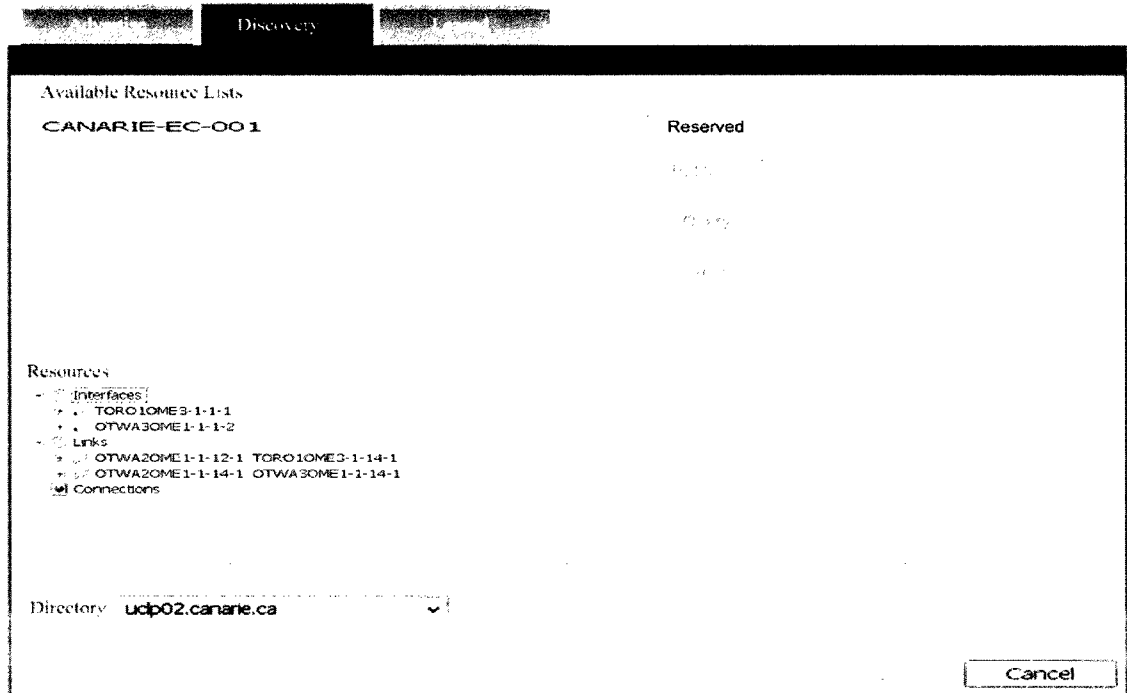 Discovery
Available Resource Lists
CANARIE-EC-001
Reserved
Resources
Interfaces
TORO1OME3-1-1-1
OTWA3OME1-1-1-2
Links
OTWA2OME1-1-12-1 TORO1OME3-1-14-1
OTWA2OME1-1-14-1 OTWA3OME1-1-14-1
Connections
Directory uclp02.canarie.ca
Cancel